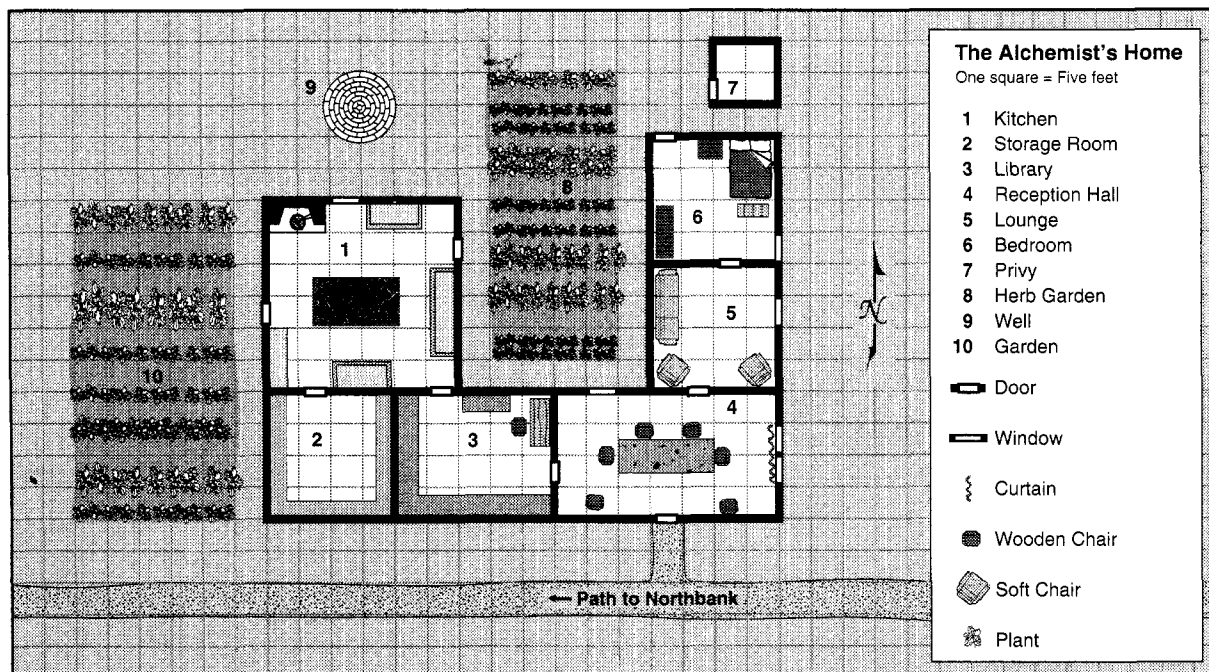 The Alchemist's Home
One square = Five feet
1 Kitchen
2 Storage Room
3 Library
4 Reception Hall
5 Lounge
6 Bedroom
7 Privy
8 Herb Garden
9 Well
10 Garden
Door
Window
Curtain
Wooden Chair
Soft Chair
Plant
9
7
8
6
1
5
N
10
4
2
3
← Path to Northbank